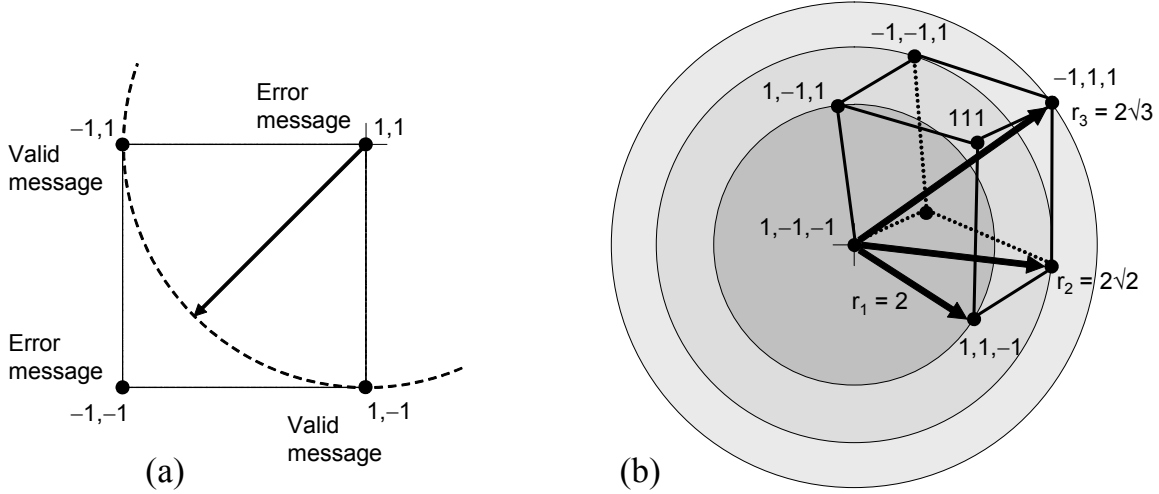 Error
message
−1,1
1,1
Valid
message
Error
message
−1,−1
1,−1
Valid
message
(a)
−1,−1,1
−1,1,1
1,−1,1
r3 = 2√3
111
1,−1,−1
r2 = 2√2
r1 = 2
1,1,−1
(b)